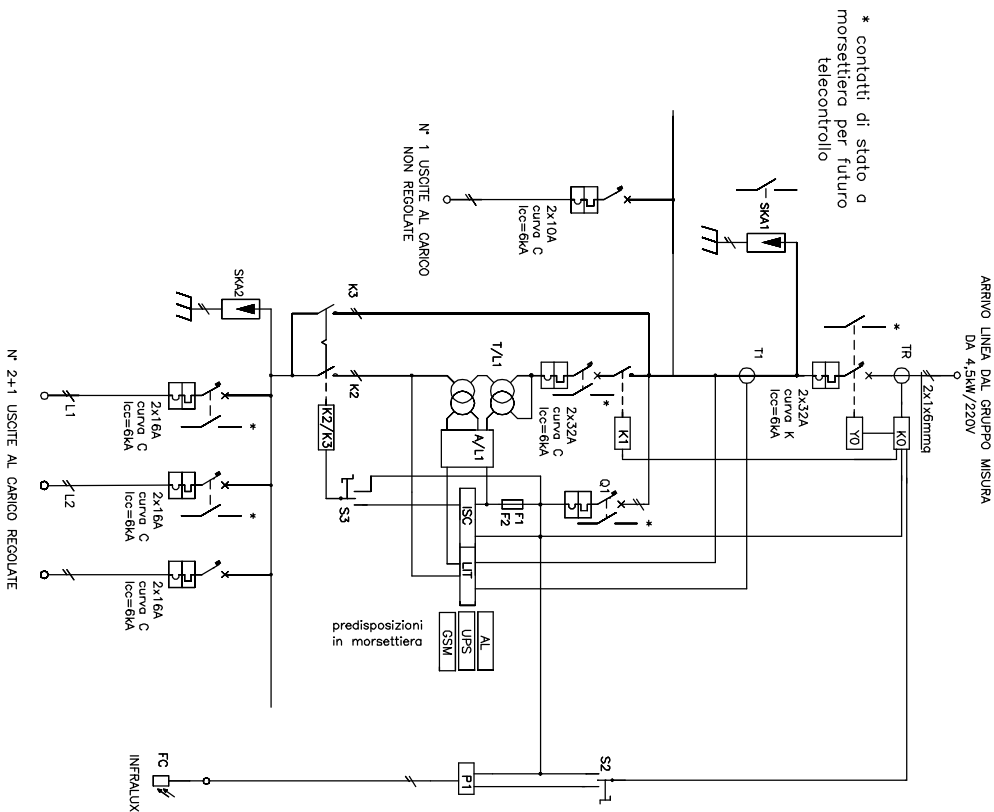 * contatti di stato a
morsettiera per futuro
telecontrollo
ARRIVO LINEA DAL GRUPPO MISURA
DA 4,5kW/220V
2x1x6mmq
TR
K0
Y0
*
2x32A
curva K
Icc=6kA
SKA1
T1
N° 1 USCITE AL CARICO
NON REGOLATE
2x10A
curva C
Icc=6kA
K1
*
2x32A
curva C
Icc=6kA
T/L1
A/L1
K3
K2
K2/K3
Q1
*
F1
F2
S3
ISC
LIT
predisposizioni
in morsettiera
AL
UPS
GSM
S2
P1
FC
INFRALUX
SKA2
N° 2+1 USCITE AL CARICO REGOLATE
L1
*
2x16A
curva C
Icc=6kA
L2
*
2x16A
curva C
Icc=6kA
2x16A
curva C
Icc=6kA